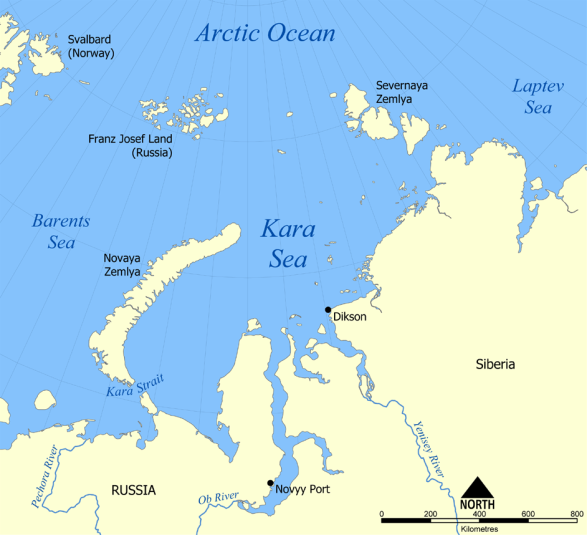 Arctic Ocean
Svalbard
(Norway)
Severnaya
Zemlya
Laptev
Sea
Franz Josef Land
(Russia)
Barents
Sea
Kara
Sea
Novaya
Zemlya
Dikson
Siberia
Kara Strait
Yenisey River
Pechora River
RUSSIA
Ob River
Novyy Port
NORTH
0 200 400 600 800
Kilometres